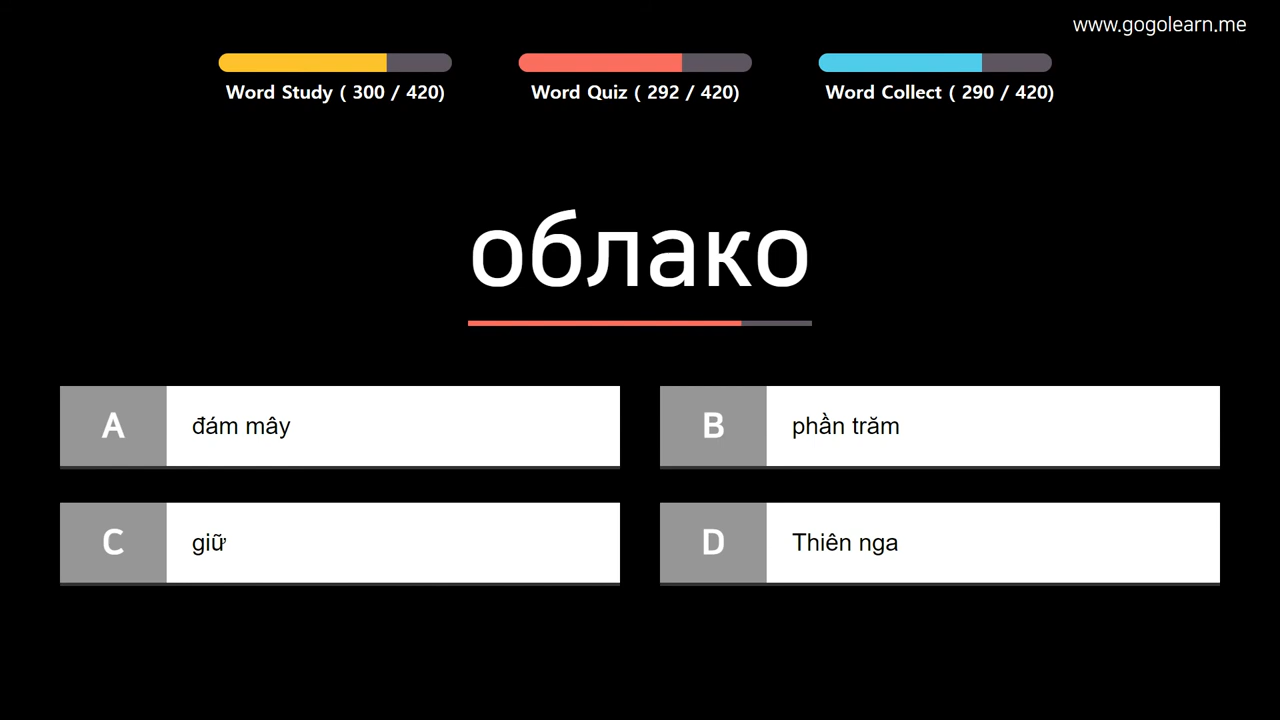 www.gogolearn.me
Word Study ( 300 / 420)
Word Quiz ( 292 / 420)
Word Collect ( 290 / 420)
облако
A đám mây
B phần trăm
C giữ
D Thiên nga